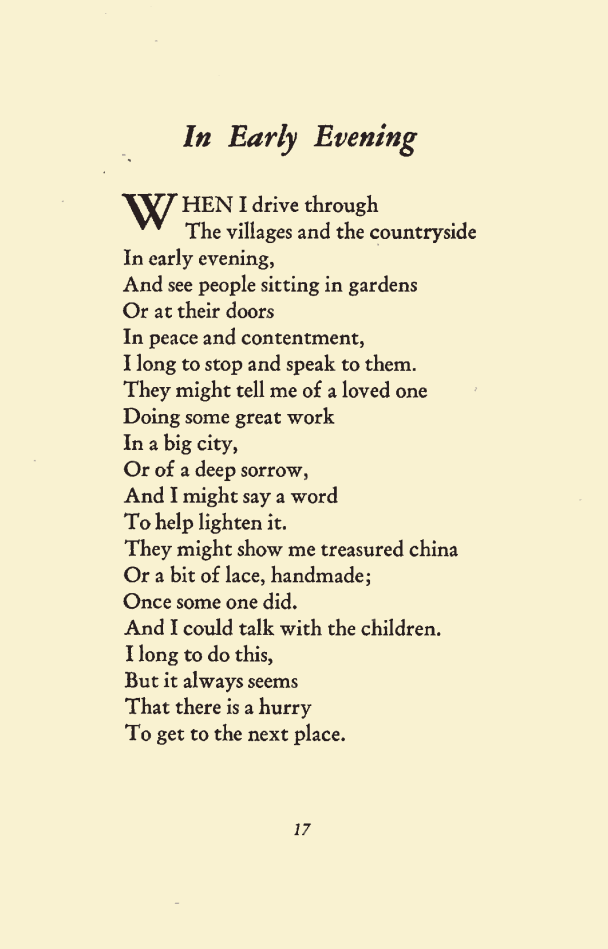 In Early Evening
WHEN I drive through
The villages and the countryside
In early evening,
And see people sitting in gardens
Or at their doors
In peace and contentment,
I long to stop and speak to them.
They might tell me of a loved one
Doing some great work
In a big city,
Or of a deep sorrow,
And I might say a word
To help lighten it.
They might show me treasured china
Or a bit of lace, handmade;
Once some one did.
And I could talk with the children.
I long to do this,
But it always seems
That there is a hurry
To get to the next place.
17